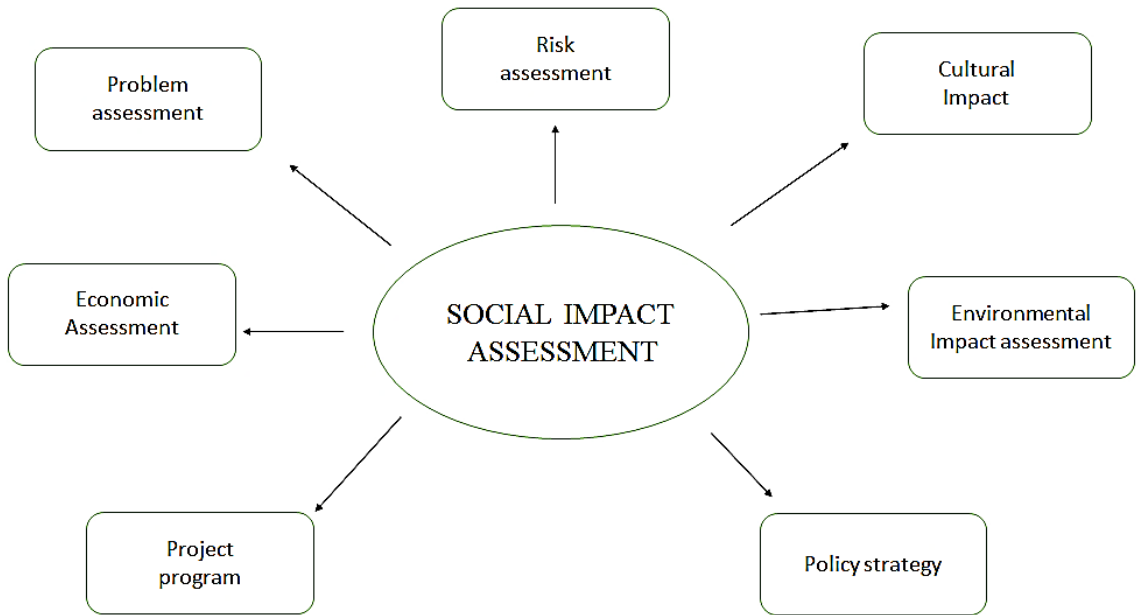 Risk
assessment
Problem
assessment
Cultural
Impact
Economic
Assessment
SOCIAL IMPACT
ASSESSMENT
Environmental
Impact assessment
Project
program
Policy strategy